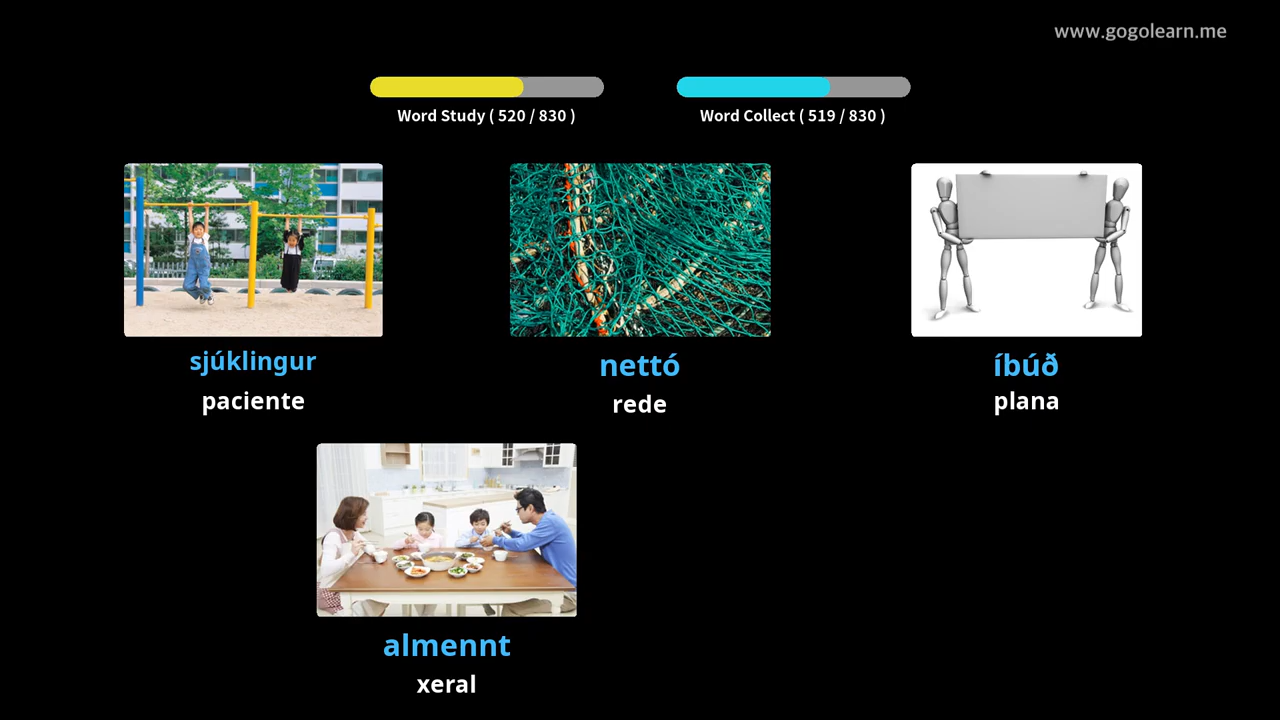 www.gogolearn.me
Word Study ( 520 / 830 )
Word Collect ( 519 / 830 )
sjúklingur
paciente
nettó
rede
íbúð
plana
almennt
xeral